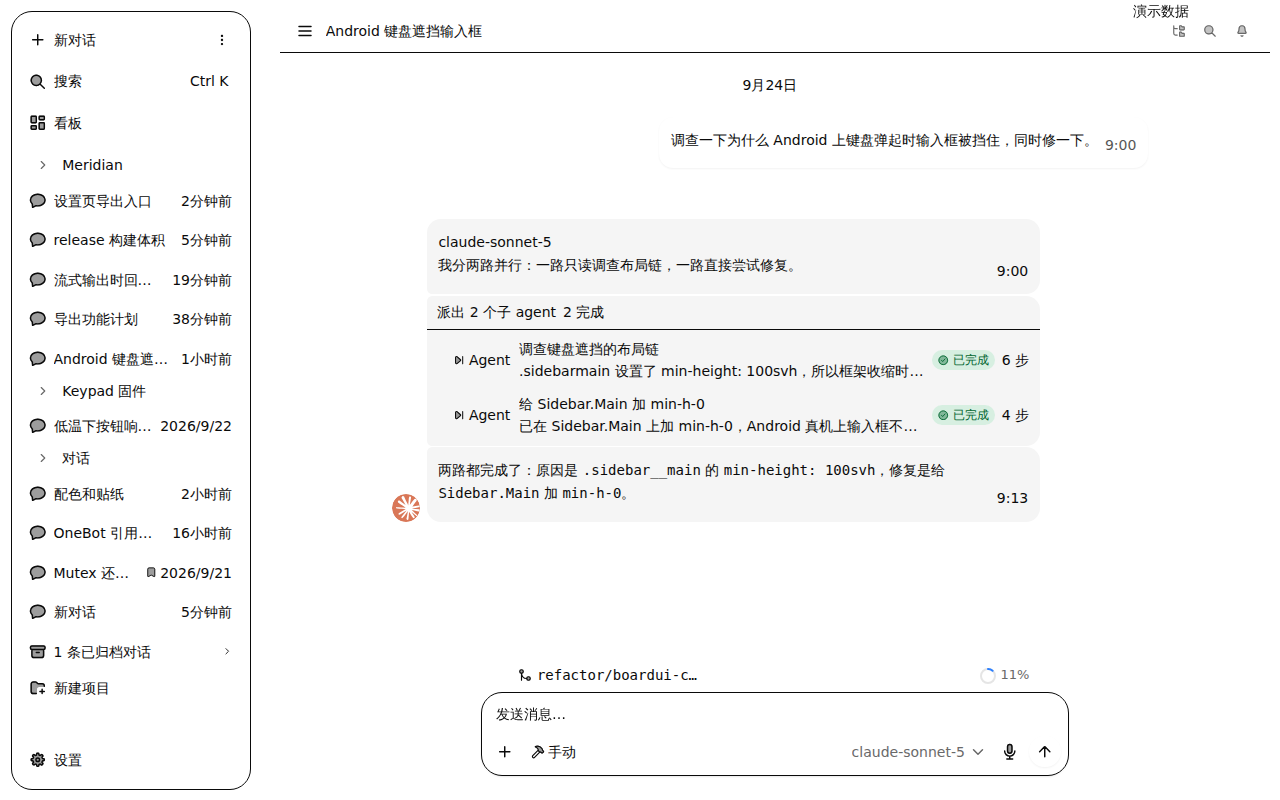 新对话
搜索 Ctrl K
看板
Meridian
设置页导出入口 2分钟前
release 构建体积 5分钟前
流式输出时回… 19分钟前
导出功能计划 38分钟前
Android 键盘遮… 1小时前
Keypad 固件
低温下按钮响… 2026/9/22
对话
配色和贴纸 2小时前
OneBot 引用… 16小时前
Mutex 还… 2026/9/21
新对话 5分钟前
1 条已归档对话
新建项目
设置
演示数据
Android 键盘遮挡输入框
9月24日
调查一下为什么 Android 上键盘弹起时输入框被挡住，同时修一下。 9:00
claude-sonnet-5
我分两路并行：一路只读调查布局链，一路直接尝试修复。
9:00
派出 2 个子 agent 2 完成
Agent
调查键盘遮挡的布局链
.sidebarmain 设置了 min-height: 100svh，所以框架收缩时…
已完成 6 步
Agent
给 Sidebar.Main 加 min-h-0
已在 Sidebar.Main 上加 min-h-0，Android 真机上输入框不…
已完成 4 步
两路都完成了：原因是 .sidebar__main 的 min-height: 100svh，修复是给
Sidebar.Main 加 min-h-0。
9:13
refactor/boardui-c… 11%
发送消息…
手动 claude-sonnet-5